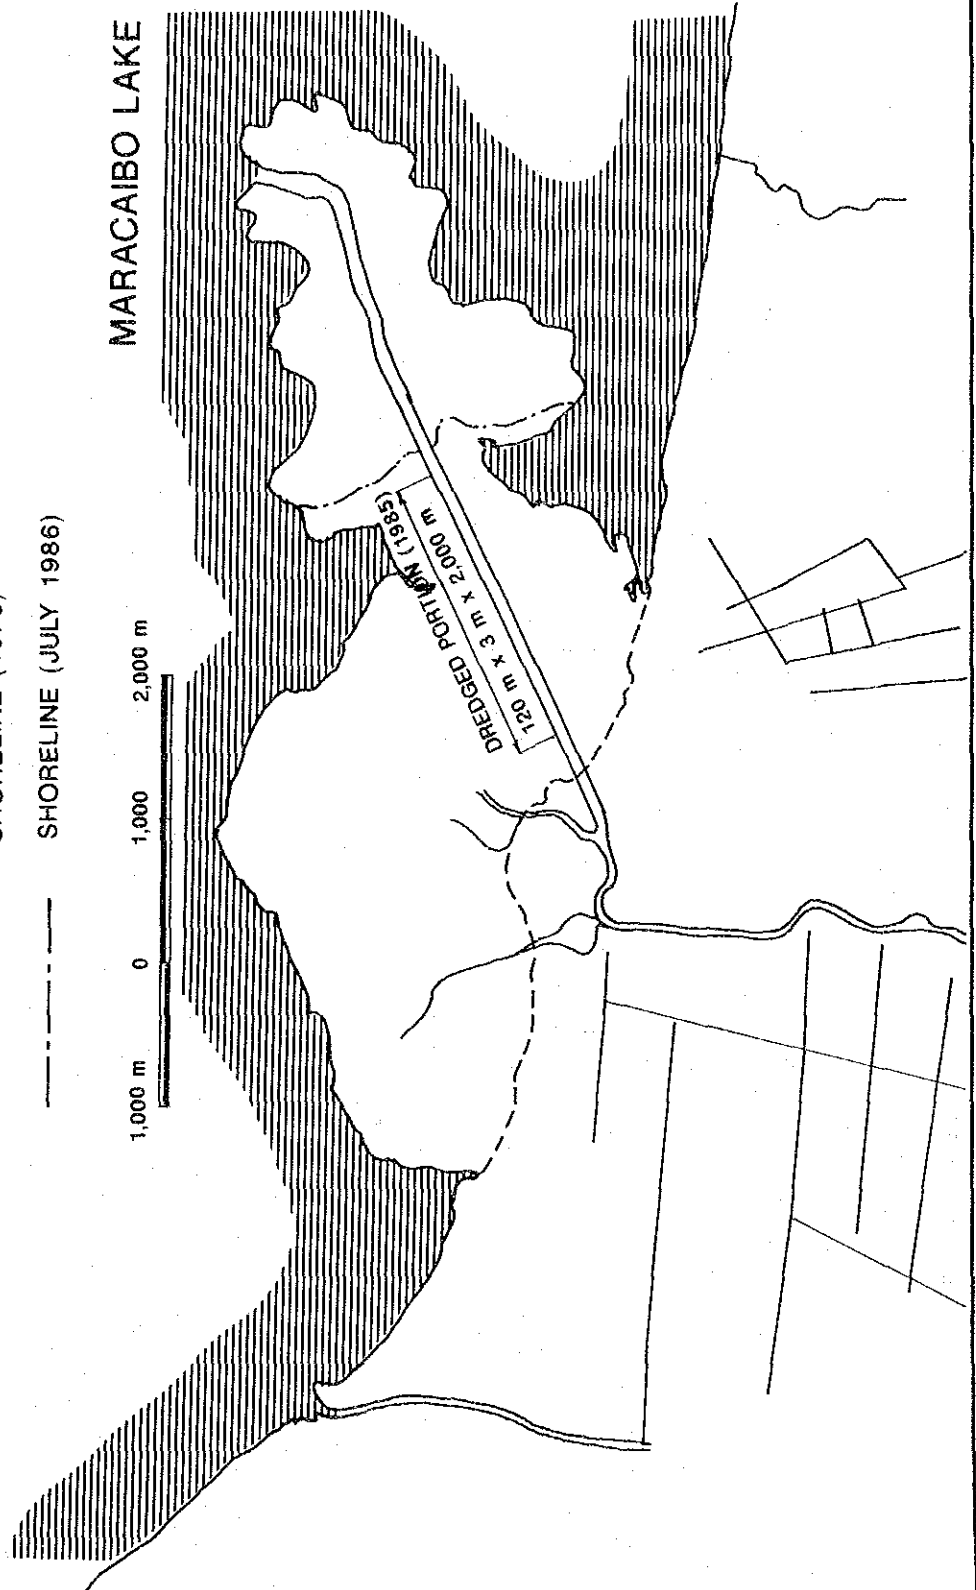 SHORELINE (JULY 1986)
1,000 m 0 1,000 2,000 m
MARACAIBO LAKE
DREDGED PORTION (1985)
120 m x 3 m x 2,000 m